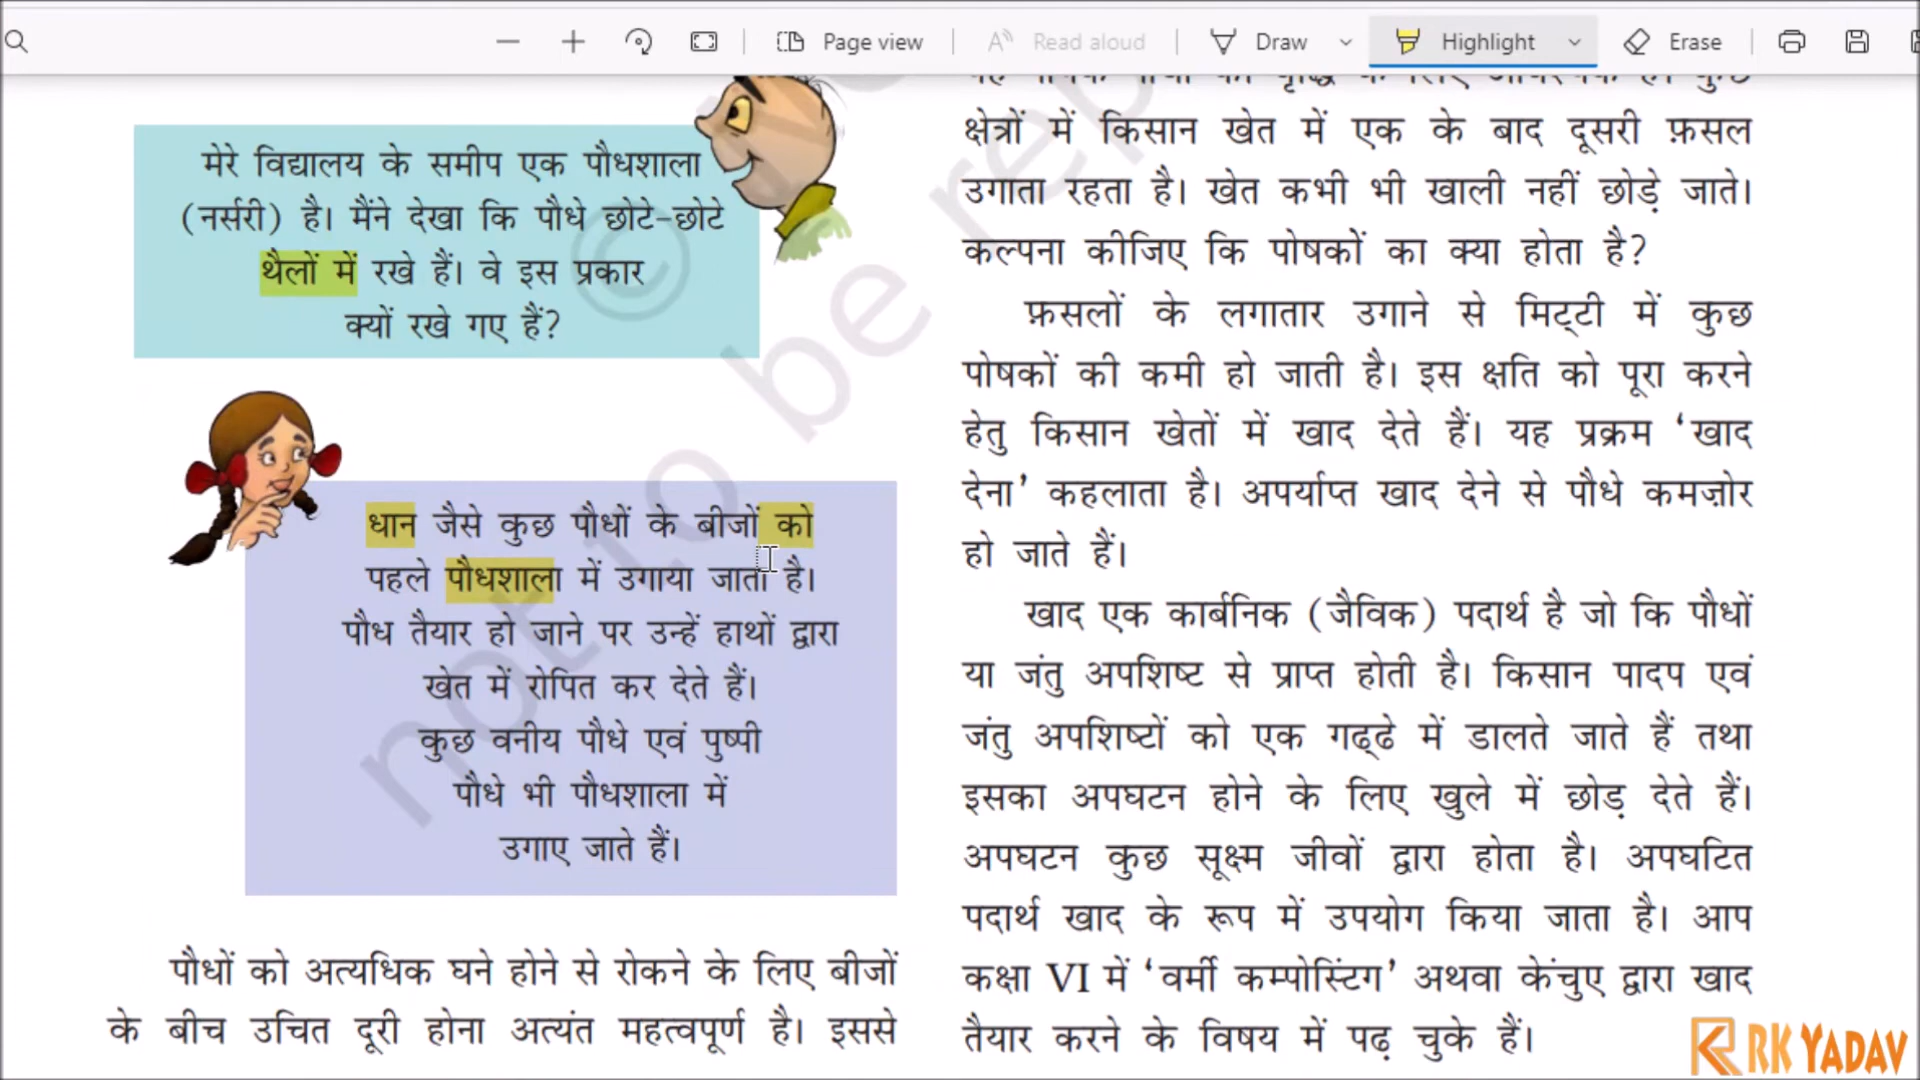 Page view
Read aloud
Draw
Highlight
Erase
मेरे विद्यालय के समीप एक पौधशाला
(नर्सरी) है। मैंने देखा कि पौधे छोटे-छोटे
थैलों में रखे हैं। वे इस प्रकार
क्यों रखे गए हैं?
धान जैसे कुछ पौधों के बीजों को
पहले पौधशाला में उगाया जाता है।
पौध तैयार हो जाने पर उन्हें हाथों द्वारा
खेत में रोपित कर देते हैं।
कुछ वनीय पौधे एवं पुष्पी
पौधे भी पौधशाला में
उगाए जाते हैं।
पौधों को अत्यधिक घने होने से रोकने के लिए बीजों
के बीच उचित दूरी होना अत्यंत महत्वपूर्ण है। इससे
क्षेत्रों में किसान खेत में एक के बाद दूसरी फ़सल
उगाता रहता है। खेत कभी भी खाली नहीं छोड़े जाते।
कल्पना कीजिए कि पोषकों का क्या होता है?
फ़सलों के लगातार उगाने से मिट्टी में कुछ
पोषकों की कमी हो जाती है। इस क्षति को पूरा करने
हेतु किसान खेतों में खाद देते हैं। यह प्रक्रम ‘खाद
देना’ कहलाता है। अपर्याप्त खाद देने से पौधे कमज़ोर
हो जाते हैं।
खाद एक कार्बनिक (जैविक) पदार्थ है जो कि पौधों
या जंतु अपशिष्ट से प्राप्त होती है। किसान पादप एवं
जंतु अपशिष्टों को एक गढ्ढे में डालते जाते हैं तथा
इसका अपघटन होने के लिए खुले में छोड़ देते हैं।
अपघटन कुछ सूक्ष्म जीवों द्वारा होता है। अपघटित
पदार्थ खाद के रूप में उपयोग किया जाता है। आप
कक्षा VI में ‘वर्मी कम्पोस्टिंग’ अथवा केंचुए द्वारा खाद
तैयार करने के विषय में पढ़ चुके हैं।
not to be rep
RK YADAV